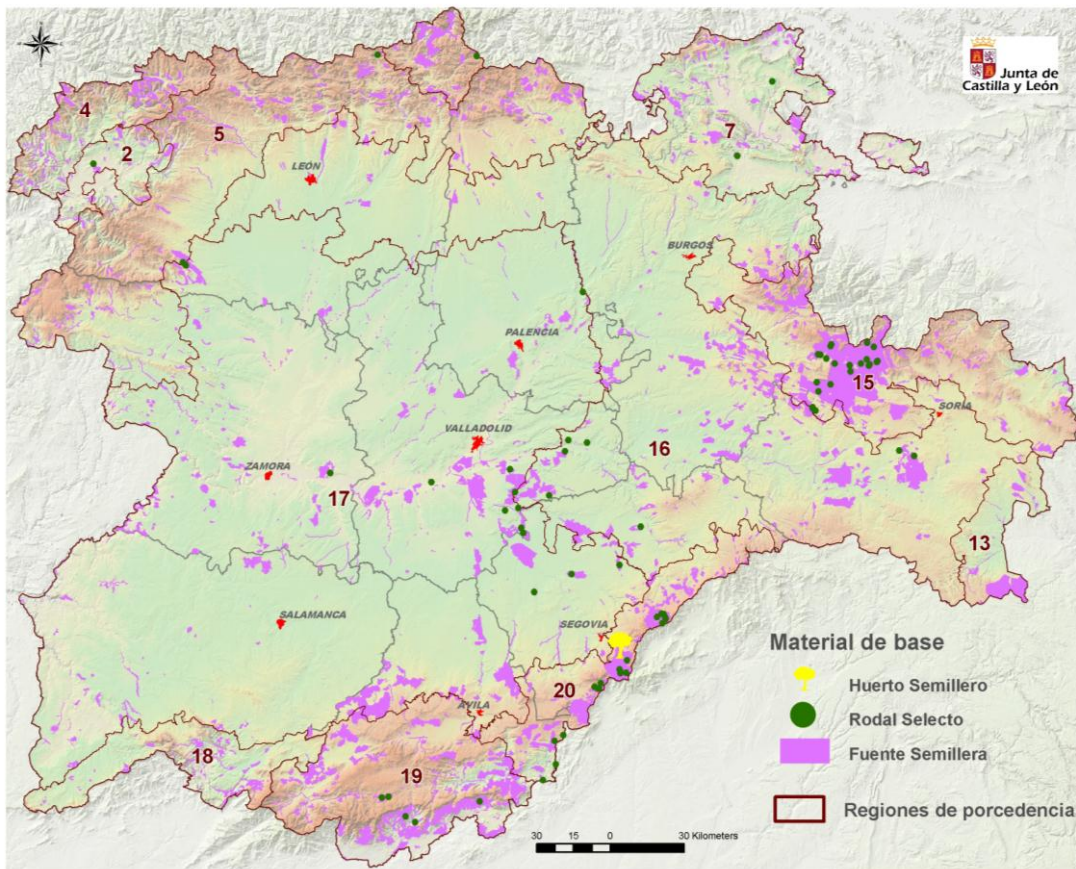 Junta de
Castilla y León
4
2
5
7
LEÓN
BURGOS
PALENCIA
15
SORIA
VALLADOLID
16
ZAMORA
17
13
SALAMANCA
SEGOVIA
Material de base
Huerto Semillero
20
Rodal Selecto
ÁVILA
18
Fuente Semillera
19
Regiones de porcedencia
30 15 0 30 Kilometers